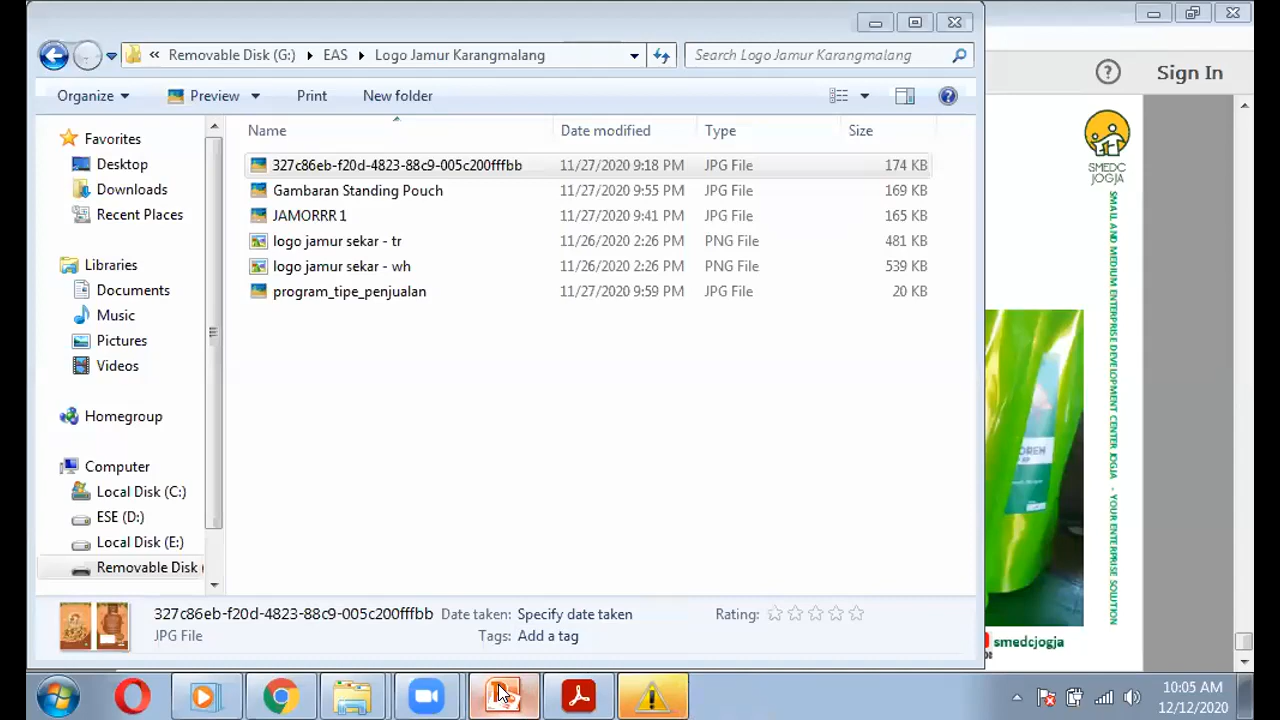 « Removable Disk (G:) EAS Logo Jamur Karangmalang
Search Logo Jamur Karangmalang
Organize Preview Print New folder
? Sign In
Name Date modified Type Size
Favorites
Desktop
Downloads
Recent Places
Libraries
Documents
Music
Pictures
Videos
Homegroup
Computer
Local Disk (C:)
ESE (D:)
Local Disk (E:)
Removable Disk (
327c86eb-f20d-4823-88c9-005c200fffbb 11/27/2020 9:18 PM JPG File 174 KB
Gambaran Standing Pouch 11/27/2020 9:55 PM JPG File 169 KB
JAMORRR 1 11/27/2020 9:41 PM JPG File 165 KB
logo jamur sekar - tr 11/26/2020 2:26 PM PNG File 481 KB
logo jamur sekar - wh 11/26/2020 2:26 PM PNG File 539 KB
program_tipe_penjualan 11/27/2020 9:59 PM JPG File 20 KB
SMEDC
JOGJA
SMALL AND MEDIUM ENTERPRISE DEVELOPMENT CENTER JOGJA - YOUR ENTERPRISE SOLUTION
smedcjogja
327c86eb-f20d-4823-88c9-005c200fffbb Date taken: Specify date taken Rating:
JPG File Tags: Add a tag
10:05 AM
12/12/2020